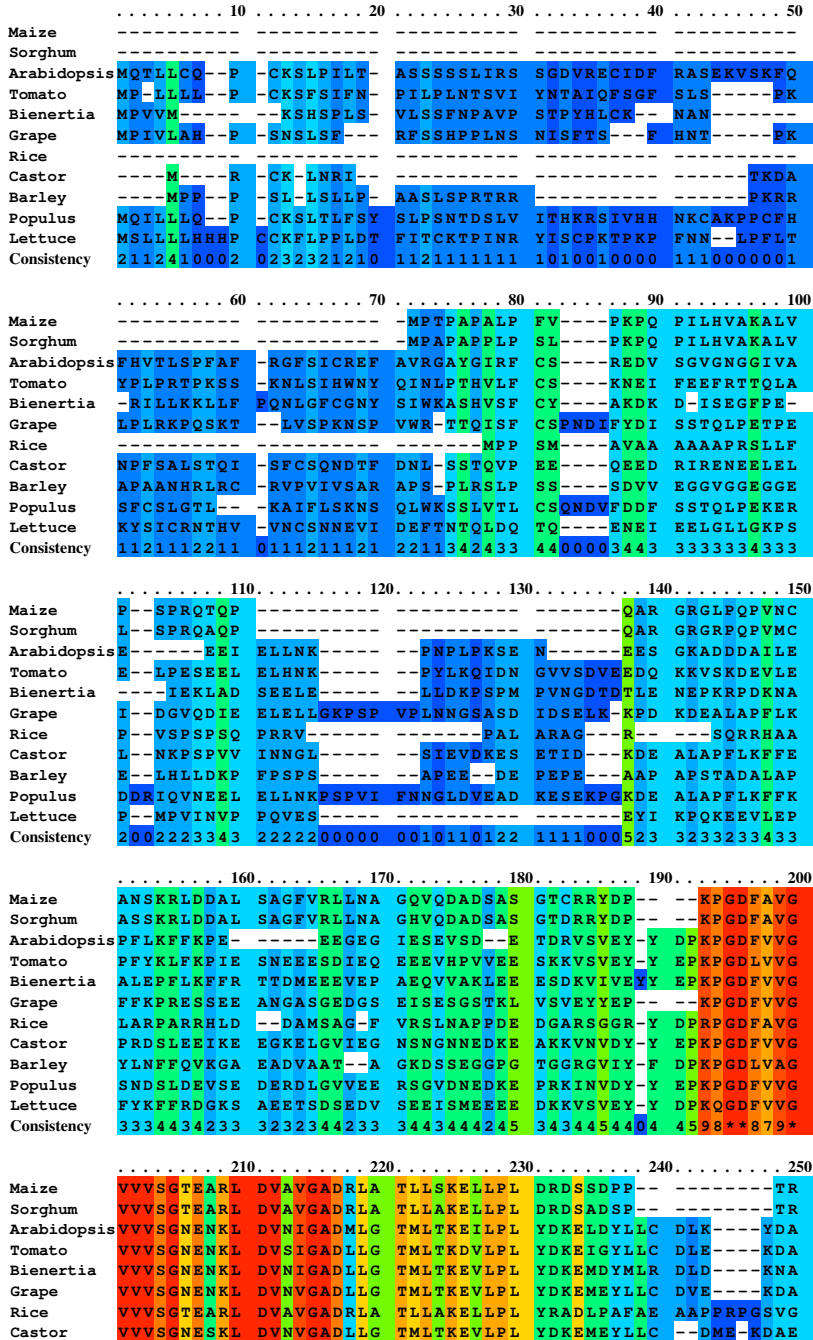 . . . . . . . . . 10 . . . . . . . . . 20 . . . . . . . . . 30 . . . . . . . . . 40 . . . . . . . . . 50
Maize ---------- ---------- ---------- ---------- ----------
Sorghum ---------- ---------- ---------- ---------- ----------
Arabidopsis MQTLLCQ--P -CKSLPILT- ASSSSSLIRS SGDVRECIDF RASEKVSKFQ
Tomato MP-LLLL--P -CKSFSIFN- PILPLNTSVI YNTAIQFSGF SLS-----PK
Bienertia MPVVM----- --KSHSPLS- VLSSFNPAVP STPYHLCK-- NAN-------
Grape MPIVLAH--P -SNSLSF--- RFSSHPPLNS NISFTS---F HNT-----PK
Rice ---------- ---------- ---------- ---------- ----------
Castor ----M----R -CK-LNRI-- ---------- ---------- ------TKDA
Barley ----MPP--P -SL-LSLLP- AASLSPRTRR ---------- ------PKRR
Populus MQILLLQ--P -CKSLTLFSY SLPSNTDSLV ITHKRSIVHH NKCAKPPCFH
Lettuce MSLLLLHHHP CCKFLPPLDT FITCKTPINR YISCPKTPKP FNN--LPFLT
Consistency 2112410002 0232321210 1121111111 1010010000 1110000001
. . . . . . . . . 60 . . . . . . . . . 70 . . . . . . . . . 80 . . . . . . . . . 90 . . . . . . . . . 100
Maize ---------- ---------- -MPTPAPALP FV----PKPQ PILHVAKALV
Sorghum ---------- ---------- -MPAPAPPLP SL----PKPQ PILHVAKALV
Arabidopsis FHVTLSPFAF -RGFSICREF AVRGAYGIRF CS----REDV SGVGNGGIVA
Tomato YPLPRTPKSS -KNLSIHWNY QINLPTHVLF CS----KNEI FEEFRTTQLA
Bienertia -RILLKKLLF PQNLGFCGNY SIWKASHVSF CY----AKDK D-ISEGFPE-
Grape LPLRKPQSKT --LVSPKNSP VWR-TTQISF CSPNDIFYDI SSTQLPETPE
Rice ---------- ---------- -------MPP SM----AVAA AAAAPRSLLF
Castor NPFSALSTQI -SFCSQNDTF DNL-SSTQVP EE----QEED RIRENEELEL
Barley APAANHRLRC -RVPVIVSAR APS-PLRSLP SS----SDVV EGGVGGEGGE
Populus SFCSLGTL-- -KAIFLSKNS QLWKSSLVTL CSQNDVFDDF SSTQLPEKER
Lettuce KYSICRNTHV -VNCSNNEVI DEFTNTQLDQ TQ----ENEI EELGLLGKPS
Consistency 1121112211 0111211121 2211342433 4400003443 3333334333
. . . . . . . . . 110 . . . . . . . . . 120 . . . . . . . . . 130 . . . . . . . . . 140 . . . . . . . . . 150
Maize P--SPRQTQP ---------- ---------- -------QAR GRGLPQPVNC
Sorghum L--SPRQAQP ---------- ---------- -------QAR GRGRPQPVMC
Arabidopsis E-----EEI ELLNK----- --PNPLPKSEN N------EES GKADDDAILE
Tomato E--LPESEEL ELHNK----- --PYLKQIDN GVVSDVEEDQ KKVSKDEVLE
Bienertia ----IEKLAD SEELE----- --LLDKPSPM PVNGDTDTLE NEPKRPDKNA
Grape I--DGVQDIE ELELLGKPSP VPLNNGSASD IDSELK-KPD KDEALAPFLK
Rice P--VSPSPSQ PRRV------ ------PAL ARAG---R-- ----SQRRHAA
Castor L--NKPSPVV INNGL----- --SIEVDKES ETID---KDE ALAPFLKFFE
Barley E--LHLLDKP FPSPS----- --APEE--DE PEPE---AAP APSTADALAP
Populus DDRIQVNEEL ELLNKPSPVI FNNGLDVEAD KESEKPGKDE ALAPFLKFFK
Lettuce P--MPVINVP PQVES----- ---------- -------EYI KPQKEEVLEP
Consistency 2002223343 2222200000 0010110122 1111000523 3233233433
. . . . . . . . . 160 . . . . . . . . . 170 . . . . . . . . . 180 . . . . . . . . . 190 . . . . . . . . . 200
Maize ANSKRLDDAL SAGFVRLLNA GQVQDADSAS GTCRRYDP-- --KPGDFAVG
Sorghum ASSKRLDDAL SAGFVRLLNA GHVQDADSAS GTDRRYDP-- --KPGDFAVG
Arabidopsis PFLKFFKPE- -----EEGEG IESEVSD--E TDRVSVEY-Y DPKPGDFVVG
Tomato PFYKLFKPIE SNEEESDIEQ EEEVHPVVEE SKKVSVEY-Y EPKPGDFVVG
Bienertia ALEPFLKFFR TTDMEEEVEP AEQVVAKLEE ESDKVIVEYY YEPKPGDFVVG
Grape FFKPRESSEE ANGASGEDGS EISESGSTKL VSVEYYEP-- --KPGDFVVG
Rice LARPARRHLD --DAMSAG-F VRSLNAPPDE DGARSGGR-Y DPRPGDFAVG
Castor PRDSLEEIKE EGKELGVIEG NSNGNNEDKE AKKVNVDY-Y EPKPGDFVVG
Barley YLNFFQVKGA EADVAAT--A GKDSSEGGPG TGGRGVIY-F DPKPGDLVAG
Populus SNDSLDEVSE DERDLGVVEE RSGVDNEDKE PRKINVDY-Y EPKPGDFVVG
Lettuce FYKFFRDGKS AEETSDSEDV SEEISMEEEE DKKVSVEY-Y DPKQGDFVVG
Consistency 3334434233 3232344233 3443444245 3434454404 4598**879*
. . . . . . . . . 210 . . . . . . . . . 220 . . . . . . . . . 230 . . . . . . . . . 240 . . . . . . . . . 250
Maize VVVSGTEARL DVAVGADRLA TLLSKELLPL DRDSSDPP-- --------TR
Sorghum VVVSGTEARL DVAVGADRLA TLLAKELLPL DRDSADSP-- --------TR
Arabidopsis VVVSGNENKL DVNIGADMLG TMLTKEILPL YDKELDYLLC DLK----YDA
Tomato VVVSGNENKL DVSIGADLLG TMLTKDVLPL YDKEIGYLLC DLE----KDA
Bienertia VVVSGNENKL DVNIGADLLG TMLTKEVLPL YDKEMDYMLR DLD----KNA
Grape VVVSGNENKL DVNVGADLLG TMLTKEVLPL YDKEMEYLLC DVE----KDA
Rice VVVSGTEARL DVAVGADRLA TLLAKELLPL YRADLPAFAE AAPPRPGSVG
Castor VVVSGNESKL DVNVGADLLG TMLTKEVLPL YDKEMEYLLC --DME-KDAE